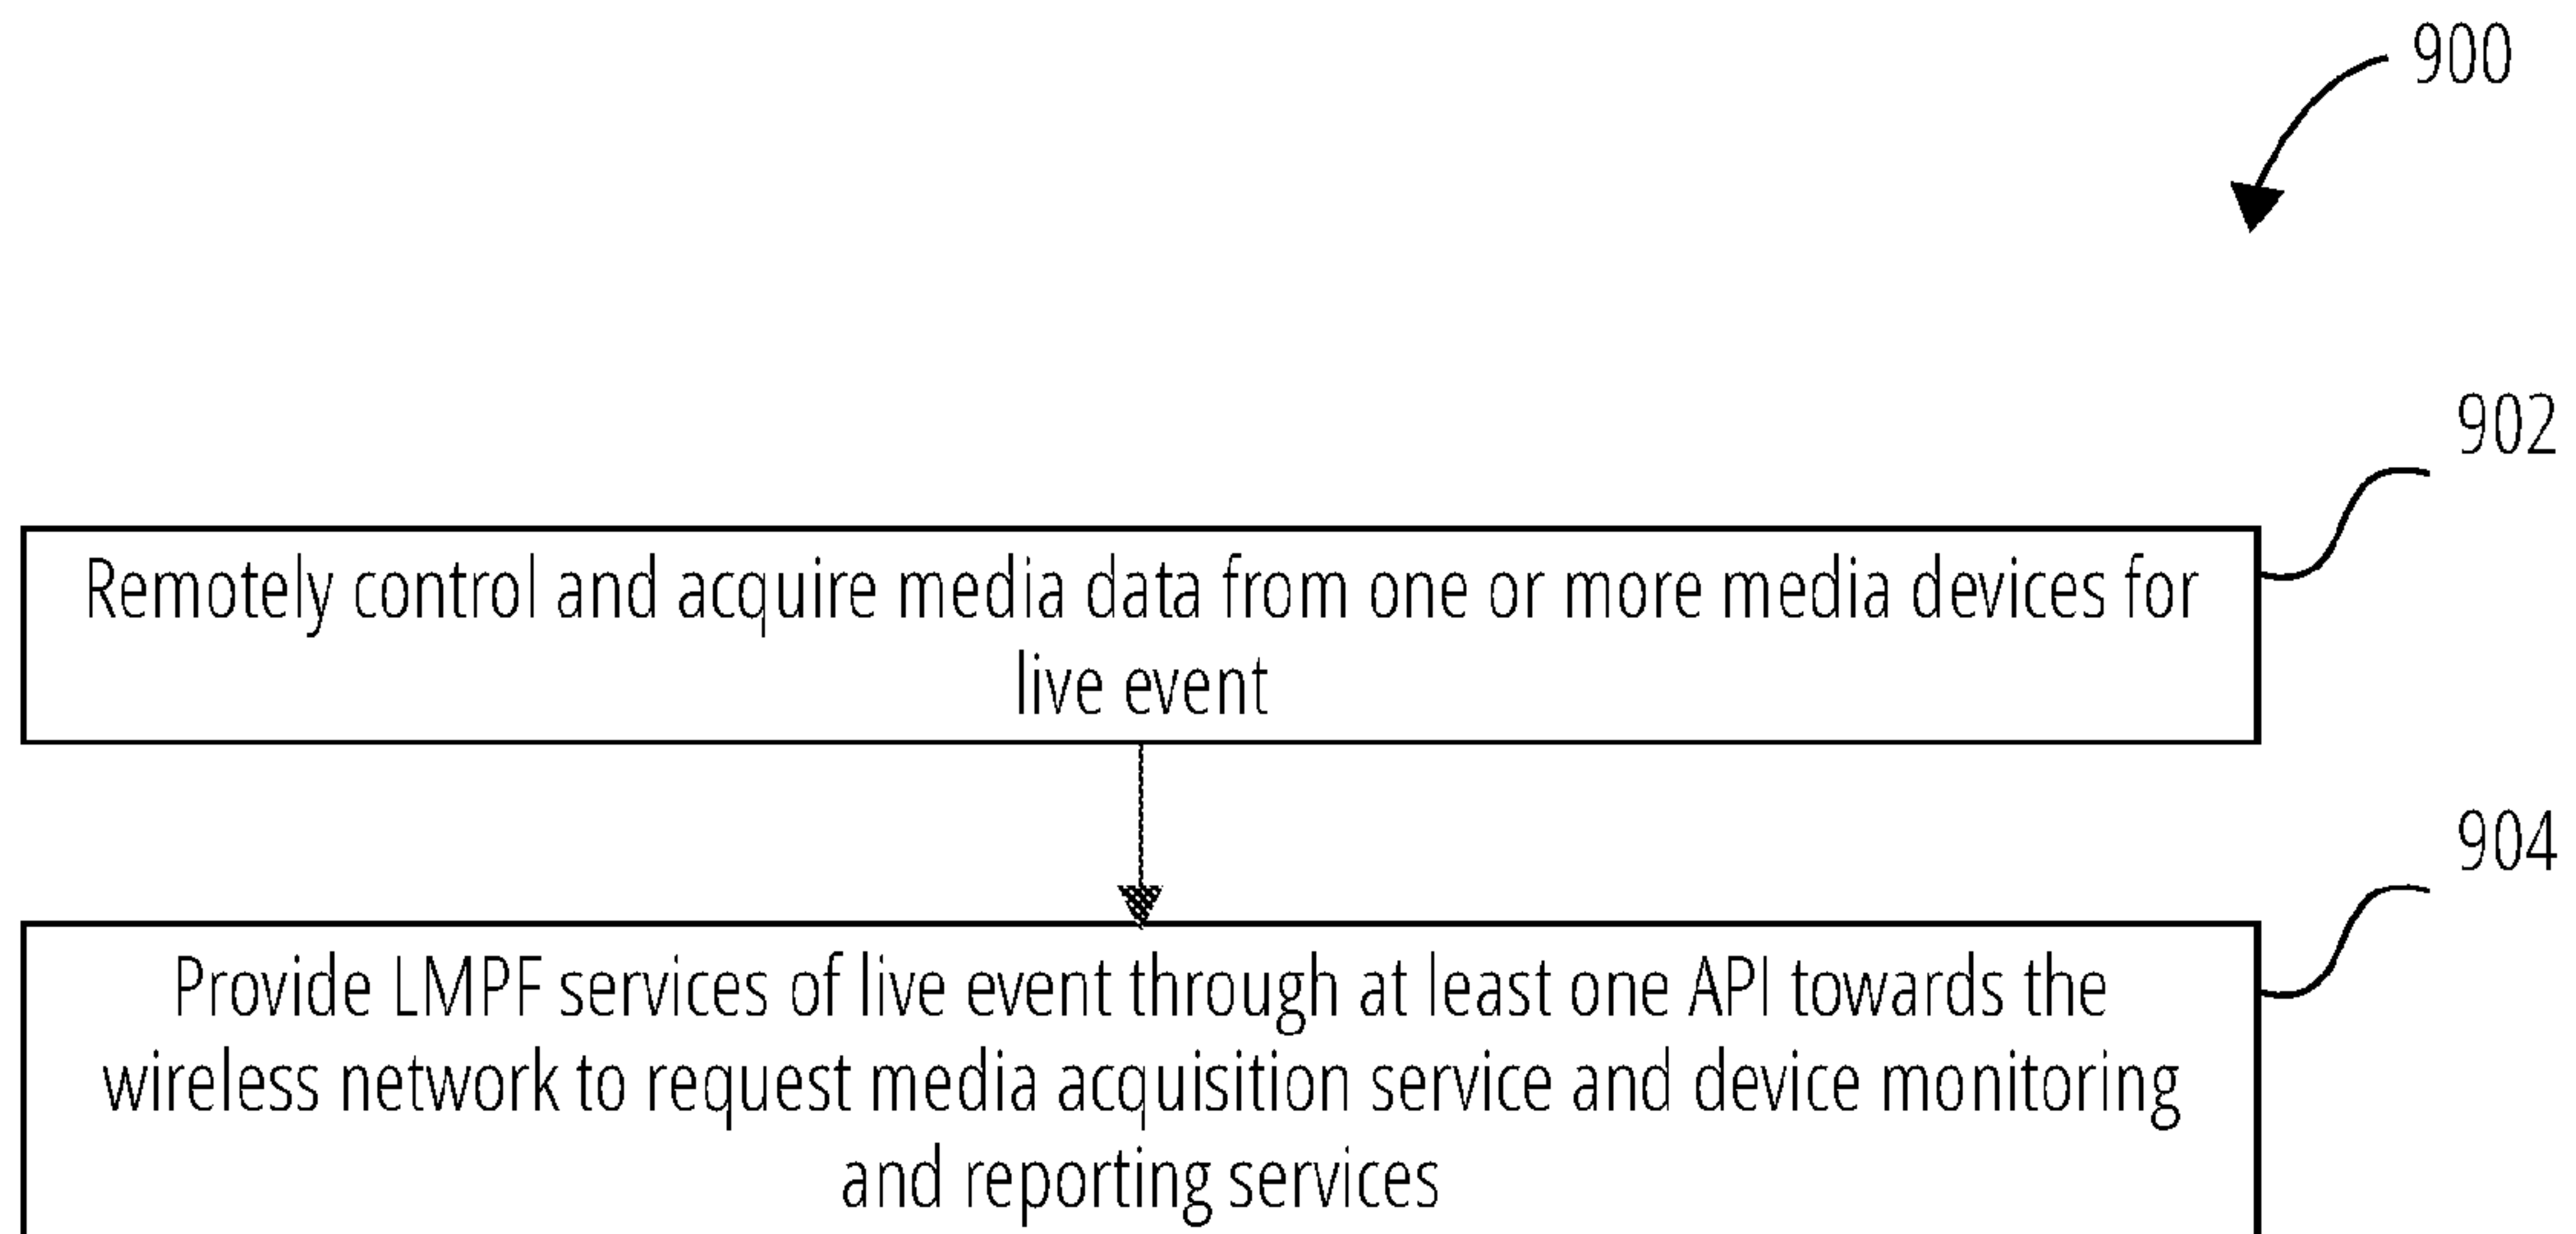 900
902
Remotely control and acquire media data from one or more media devices for
live event
904
Provide LMPF services of live event through at least one API towards the
wireless network to request media acquisition service and device monitoring
and reporting services